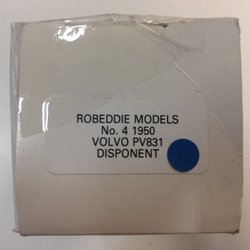 ROBEDDIE MODELS
No. 4 1950
VOLVO PV831
DISPONENT